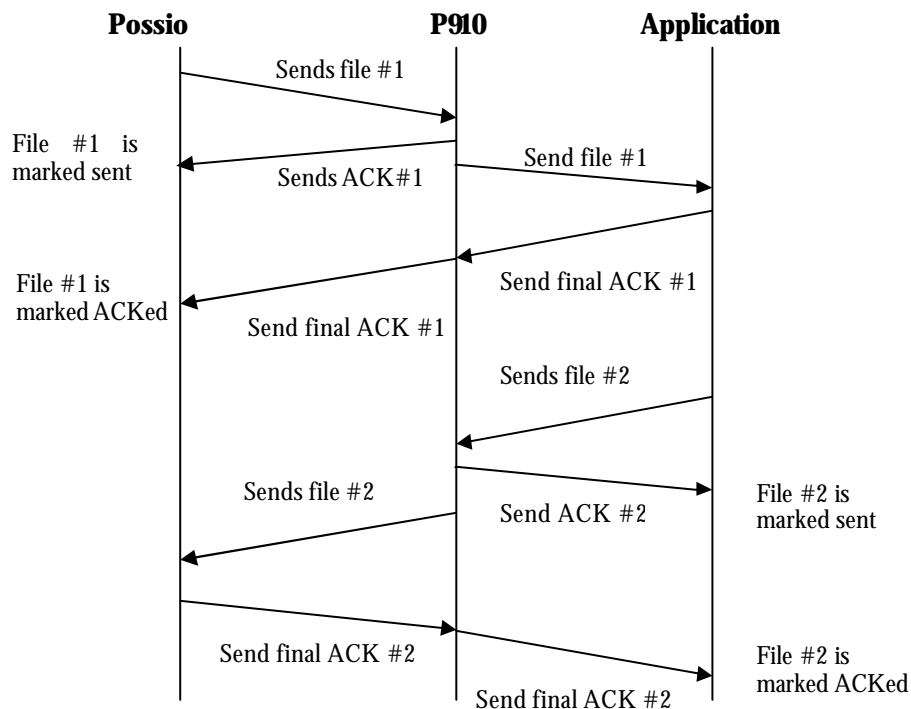 Possio P910 Application
Sends file #1
File #1 is
marked sent
Send file #1
Sends ACK#1
File #1 is
marked ACKed
Send final ACK #1
Send final ACK #1
Sends file #2
Sends file #2
File #2 is
marked sent
Send ACK #2
Send final ACK #2
File #2 is
marked ACKed
Send final ACK #2